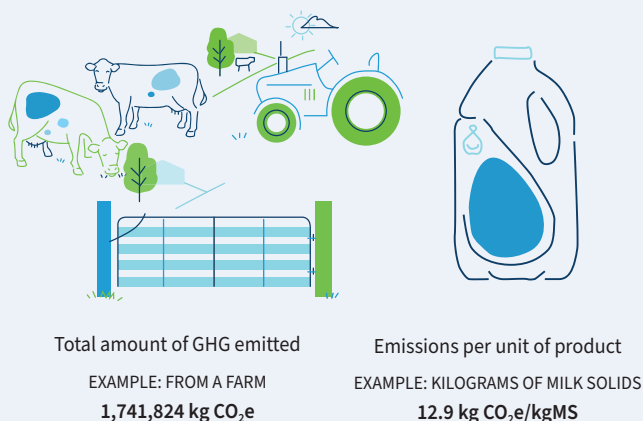 Total amount of GHG emitted
EXAMPLE: FROM A FARM
1,741,824 kg CO₂e
Emissions per unit of product
EXAMPLE: KILOGRAMS OF MILK SOLIDS
12.9 kg CO₂e/kgMS